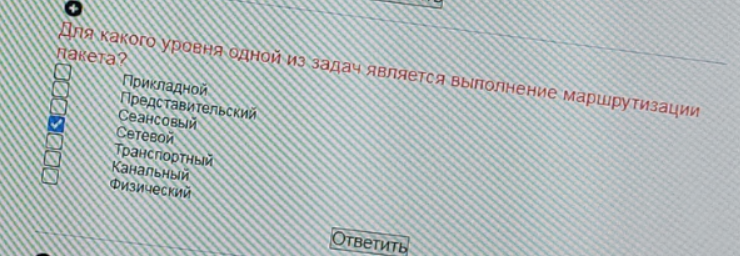 Для какого уровня одной из задач является выполнение маршрутизации
пакета?
Прикладной
Представительский
Сеансовый
Сетевой
Транспортный
Канальный
Физический
Ответить